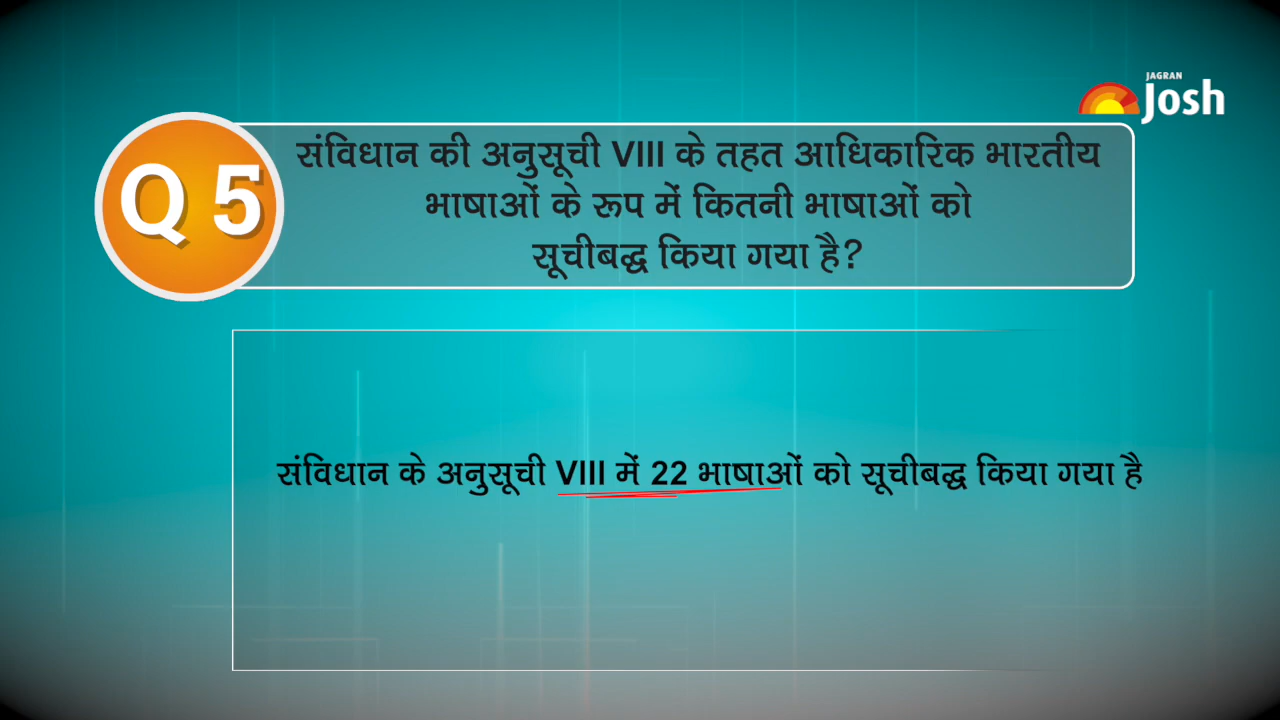 JAGRAN
Josh
Q 5
संविधान की अनुसूची VIII के तहत आधिकारिक भारतीय
भाषाओं के रूप में कितनी भाषाओं को
सूचीबद्ध किया गया है?
संविधान के अनुसूची VIII में 22 भाषाओं को सूचीबद्ध किया गया है